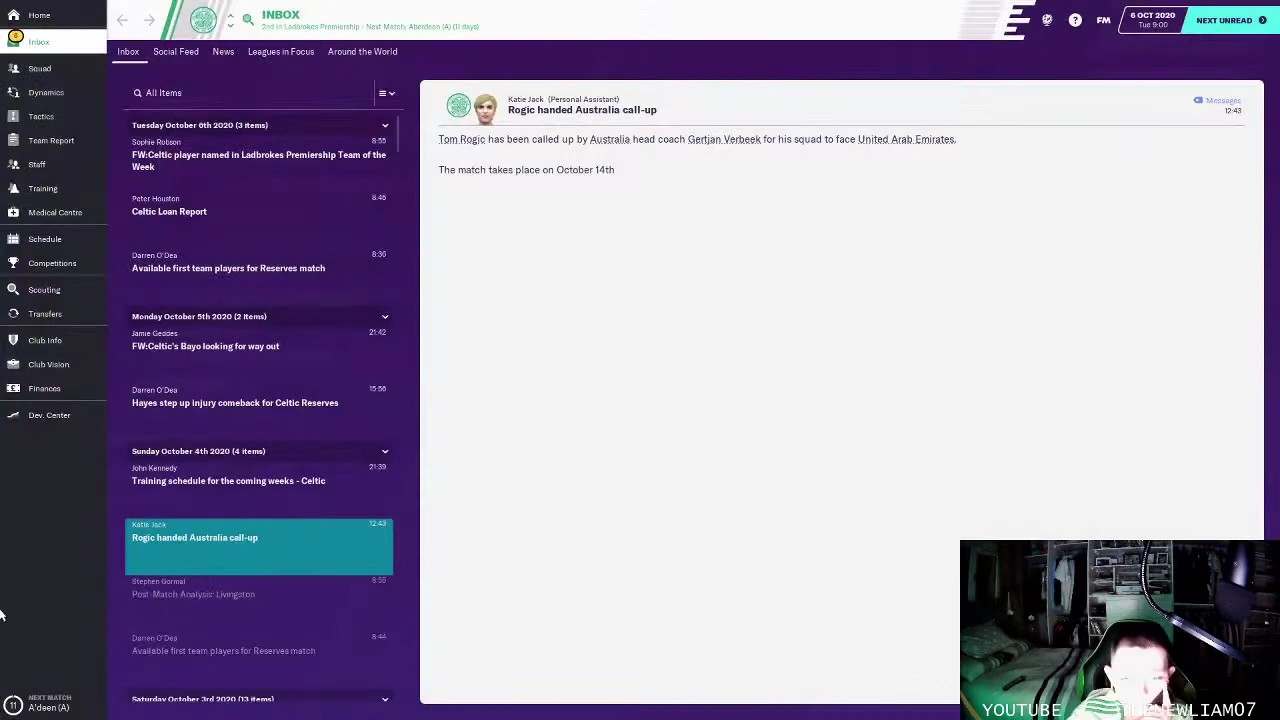 INBOX
2nd in Ladbrokes Premiership - Next Match: Aberdeen (A) (11 days)
FM
6 OCT 2020
Tue 9:00
NEXT UNREAD
6
Inbox
Squad
Dynamics
Tactics
Team Report
Staff
Training
Medical Centre
Schedule
Competitions
Scouting
Transfers
Club Info
Club Vision
Finances
Dev. Center
11
NEXT MATCH
A'deen (A)
Inbox Social Feed News Leagues in Focus Around the World
All Items
Tuesday October 6th 2020 (3 items)
Sophie Robson 8:55
FW:Celtic player named in Ladbrokes Premiership Team of the
Week
Peter Houston 8:46
Celtic Loan Report
Darren O'Dea 8:36
Available first team players for Reserves match
Monday October 5th 2020 (2 items)
Jamie Geddes 21:42
FW:Celtic's Bayo looking for way out
Darren O'Dea 15:56
Hayes step up injury comeback for Celtic Reserves
Sunday October 4th 2020 (4 items)
John Kennedy 21:39
Training schedule for the coming weeks - Celtic
Katie Jack 12:43
Rogic handed Australia call-up
Stephen Gormal 8:55
Post-Match Analysis: Livingston
Darren O'Dea 8:44
Available first team players for Reserves match
Saturday October 3rd 2020 (13 items)
Katie Jack (Personal Assistant)
Rogic handed Australia call-up
Messages
12:43
Tom Rogic has been called up by Australia head coach Gertjan Verbeek for his squad to face United Arab Emirates.
The match takes place on October 14th